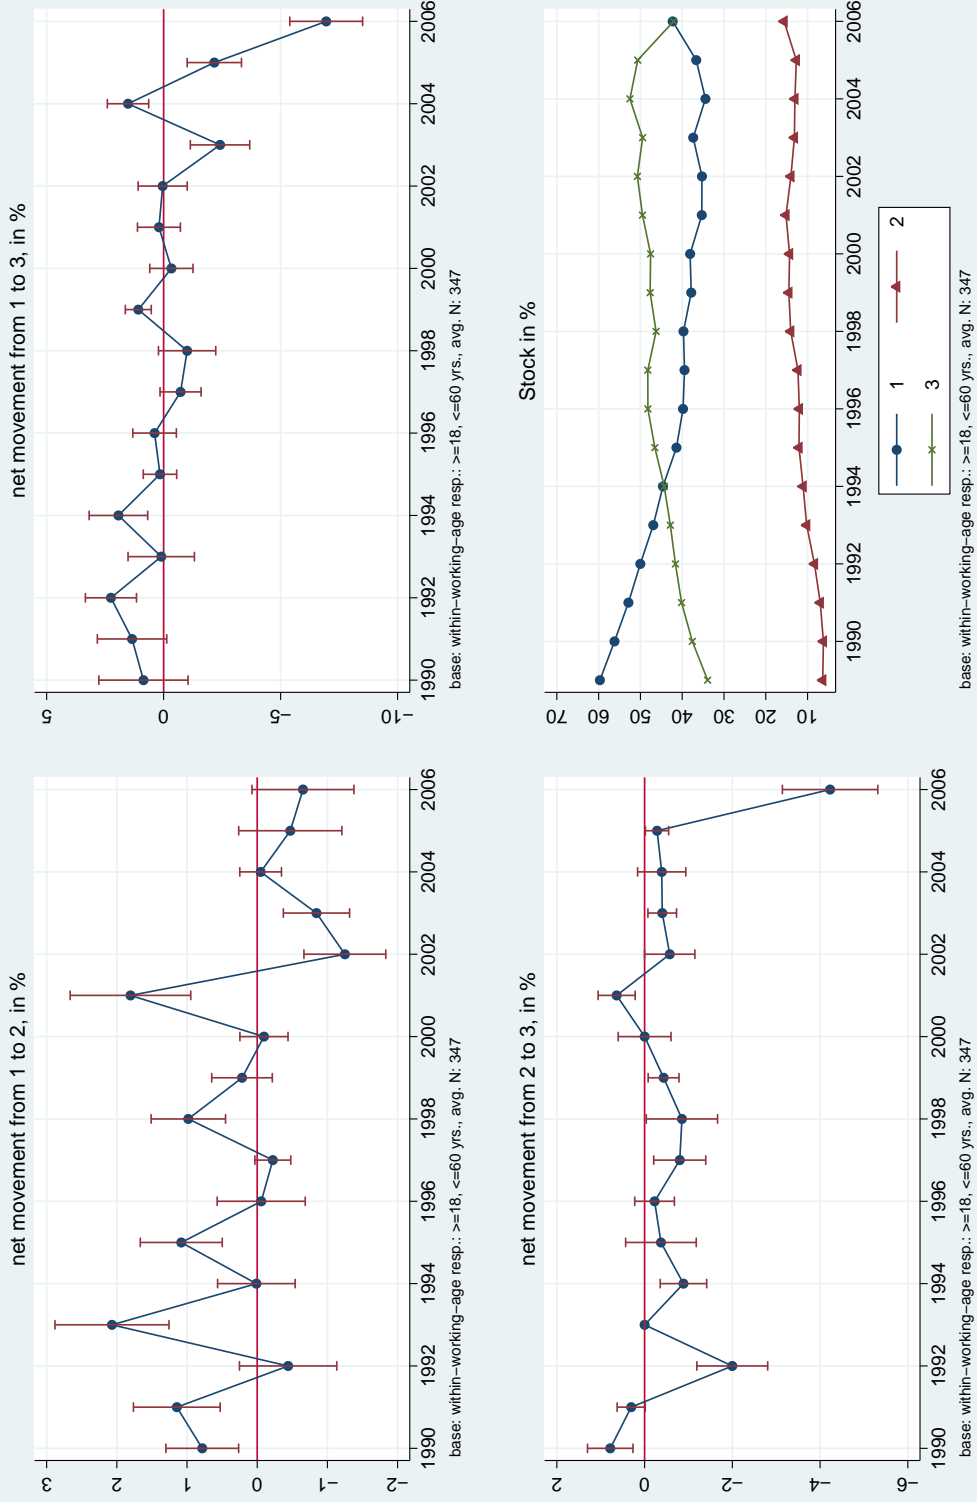 net movement from 1 to 2, in %
3
2
1
0
−1
−2
1990 1992 1994 1996 1998 2000 2002 2004 2006
base: within−working−age resp.: >=18, <=60 yrs., avg. N: 347
net movement from 1 to 3, in %
5
0
−5
−10
1990 1992 1994 1996 1998 2000 2002 2004 2006
base: within−working−age resp.: >=18, <=60 yrs., avg. N: 347
net movement from 2 to 3, in %
2
0
−2
−4
−6
1990 1992 1994 1996 1998 2000 2002 2004 2006
base: within−working−age resp.: >=18, <=60 yrs., avg. N: 347
Stock in %
70
60
50
40
30
20
10
1990 1992 1994 1996 1998 2000 2002 2004 2006
1 2
3
base: within−working−age resp.: >=18, <=60 yrs., avg. N: 347